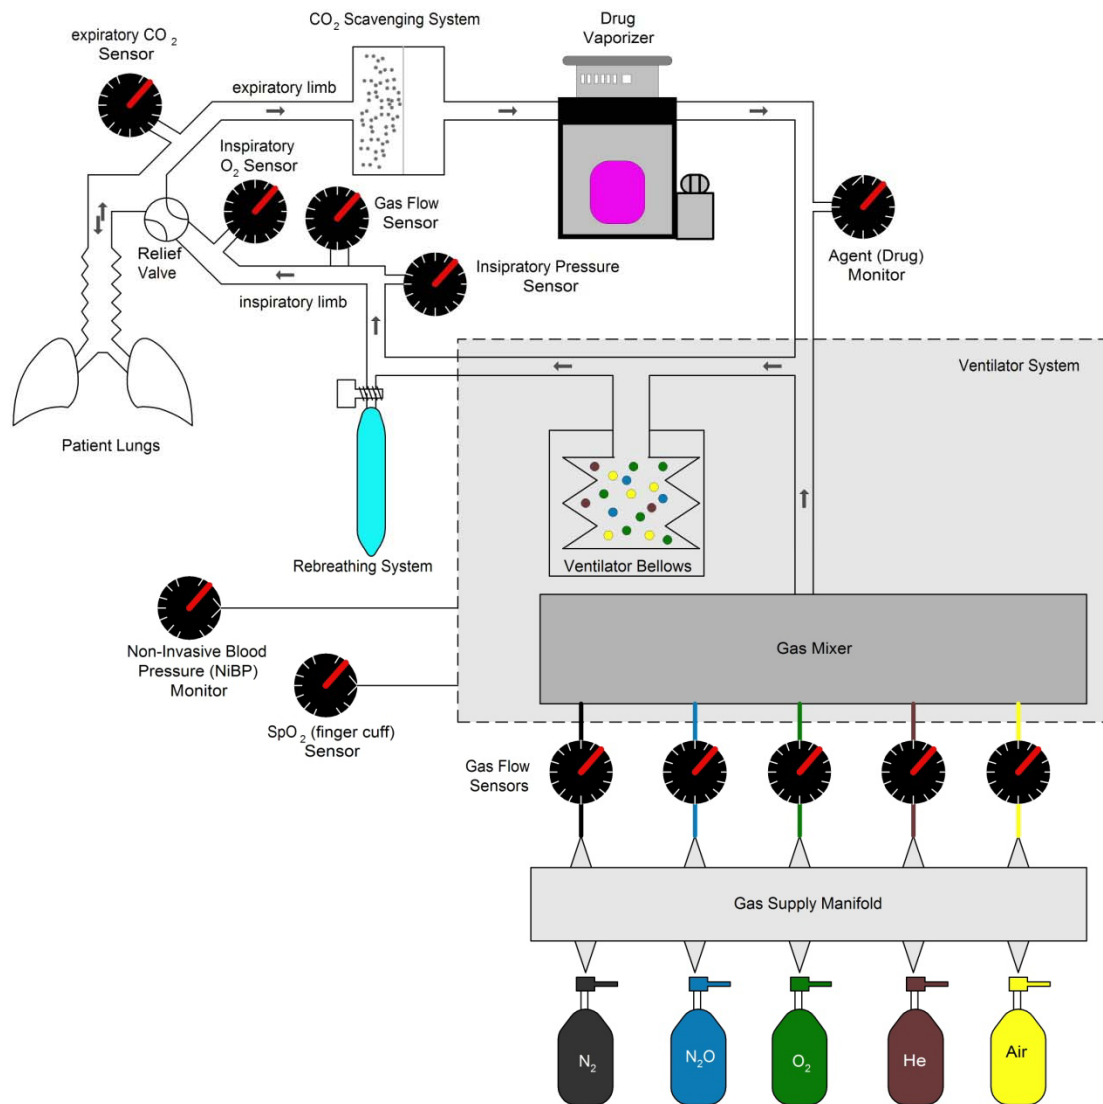 CO2 Scavenging System
Drug
Vaporizer
expiratory CO2
Sensor
expiratory limb
Inspiratory
O2 Sensor
Gas Flow
Sensor
Relief
Valve
Insipratory Pressure
Sensor
Agent (Drug)
Monitor
inspiratory limb
Ventilator System
Patient Lungs
Rebreathing System
Ventilator Bellows
Non-Invasive Blood
Pressure (NiBP)
Monitor
Gas Mixer
SpO2 (finger cuff)
Sensor
Gas Flow
Sensors
Gas Supply Manifold
N2
N2O
O2
He
Air